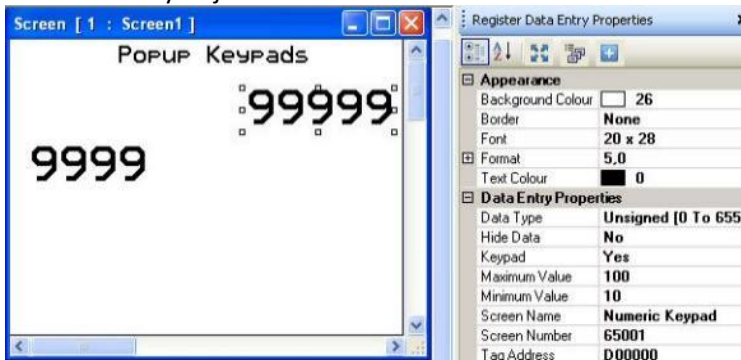 Screen [ 1 : Screen1 ]
Popup Keypads
99999
9999
Register Data Entry Properties
Appearance
Background Colour 26
Border None
Font 20 x 28
Format 5,0
Text Colour 0
Data Entry Properties
Data Type Unsigned [0 To 655
Hide Data No
Keypad Yes
Maximum Value 100
Minimum Value 10
Screen Name Numeric Keypad
Screen Number 65001
Tag Address D00000